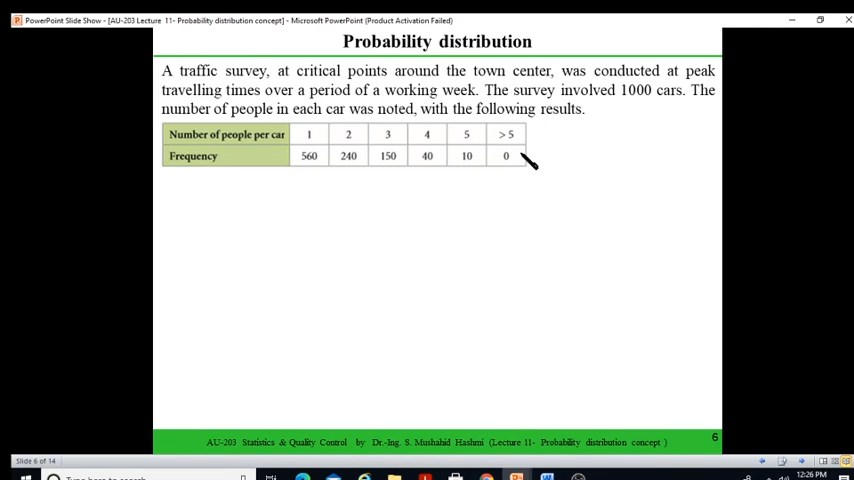 PowerPoint Slide Show - [AU-203 Lecture 11- Probability distribution concept] - Microsoft PowerPoint (Product Activation Failed)
Probability distribution
A traffic survey, at critical points around the town center, was conducted at peak
travelling times over a period of a working week. The survey involved 1000 cars. The
number of people in each car was noted, with the following results.
Number of people per car 1 2 3 4 5 > 5
Frequency 560 240 150 40 10 0
AU-203 Statistics & Quality Control by Dr.-Ing. S. Mushahid Hashmi (Lecture 11- Probability distribution concept ) 6
Slide 6 of 14
Type here to search
12:26 PM